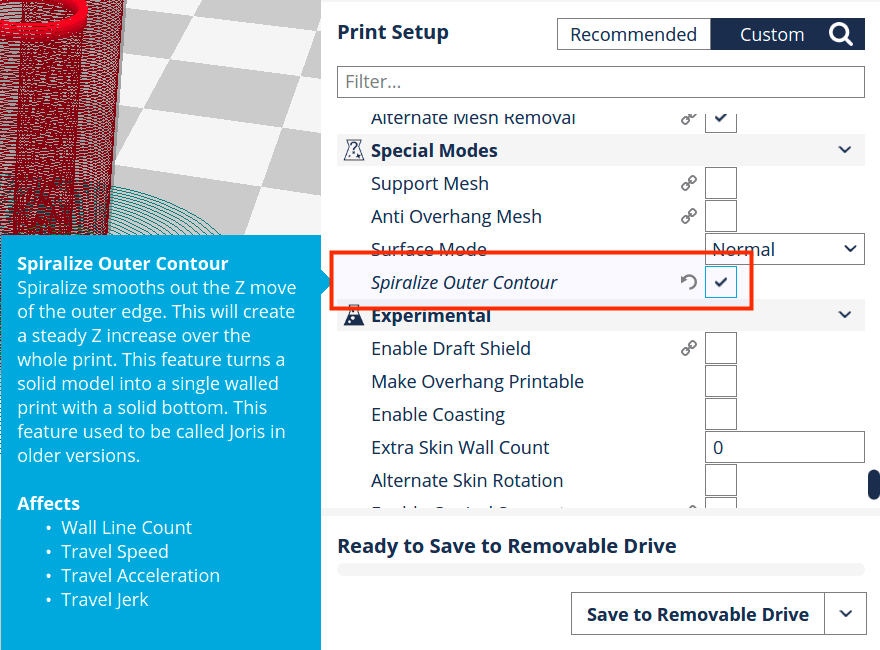 Print Setup
Recommended
Custom
Filter...
Alternate Mesh Removal
Special Modes
Support Mesh
Anti Overhang Mesh
Surface Mode
Normal
Spiralize Outer Contour
Experimental
Enable Draft Shield
Make Overhang Printable
Enable Coasting
Extra Skin Wall Count
0
Alternate Skin Rotation
Ready to Save to Removable Drive
Save to Removable Drive
Spiralize Outer Contour
Spiralize smooths out the Z move
of the outer edge. This will create
a steady Z increase over the
whole print. This feature turns a
solid model into a single walled
print with a solid bottom. This
feature used to be called Joris in
older versions.
Affects
• Wall Line Count
• Travel Speed
• Travel Acceleration
• Travel Jerk